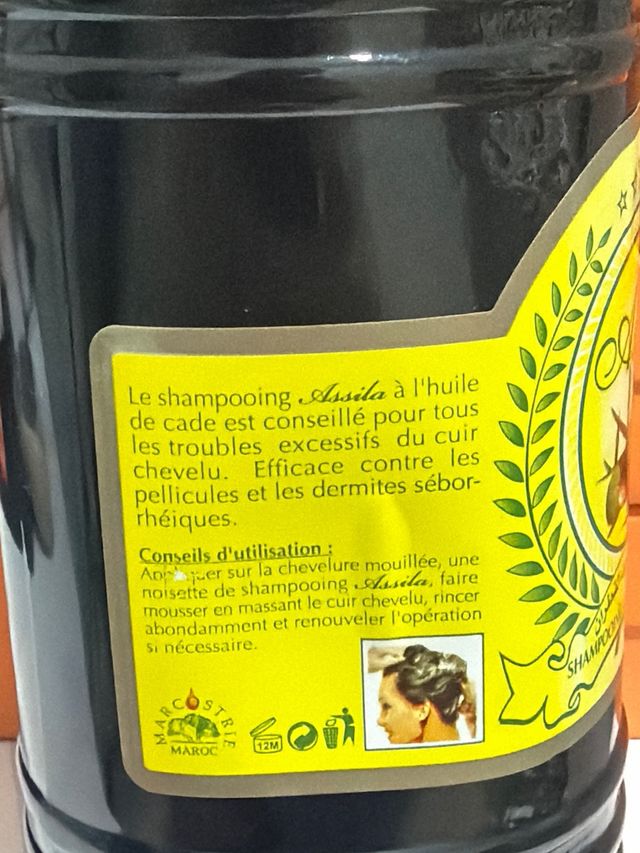 Le shampooing Assila à l'huile
de cade est conseillé pour tous
les troubles excessifs du cuir
chevelu. Efficace contre les
pellicules et les dermites sébor-
rhéiques.
Conseils d'utilisation :
sur la chevelure mouillée, une
noisette de shampooing Assila, faire
mousser en massant le cuir chevelu, rincer
abondamment et renouveler l'opération
si nécessaire.
MARCOSTRIE
MAROC
12M
SHAMPOO